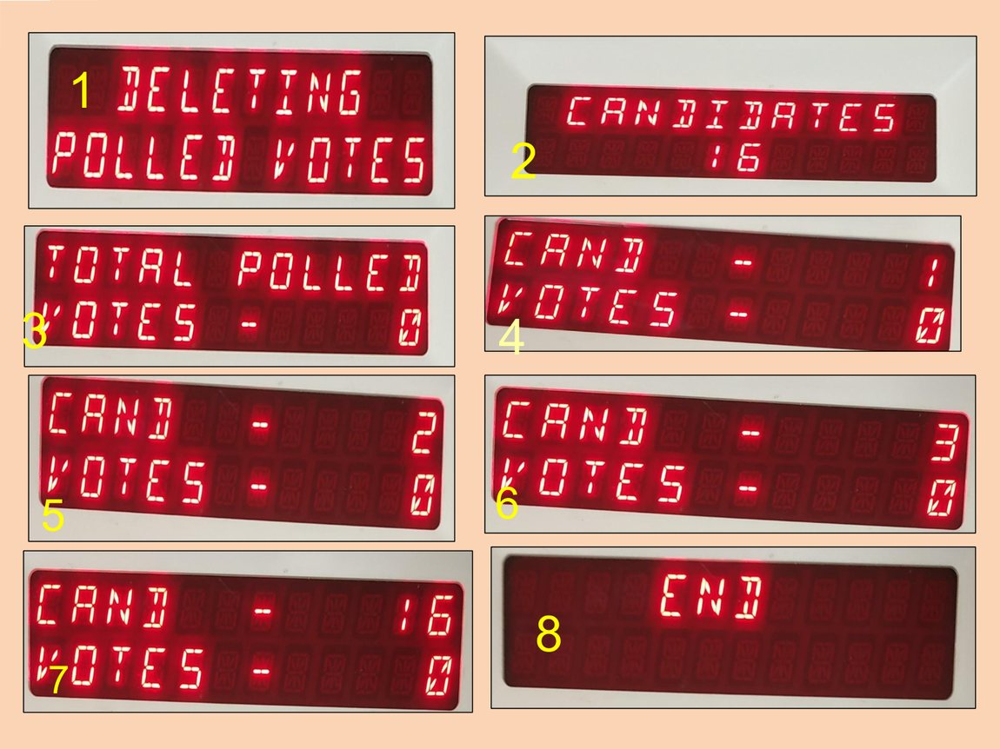 1
DELETING
POLLED VOTES
2
CANDIDATES
16
3
TOTAL POLLED
VOTES - 0
4
CAND - 1
VOTES - 0
5
CAND - 2
VOTES - 0
6
CAND - 3
VOTES - 0
7
CAND - 16
VOTES - 0
8
END